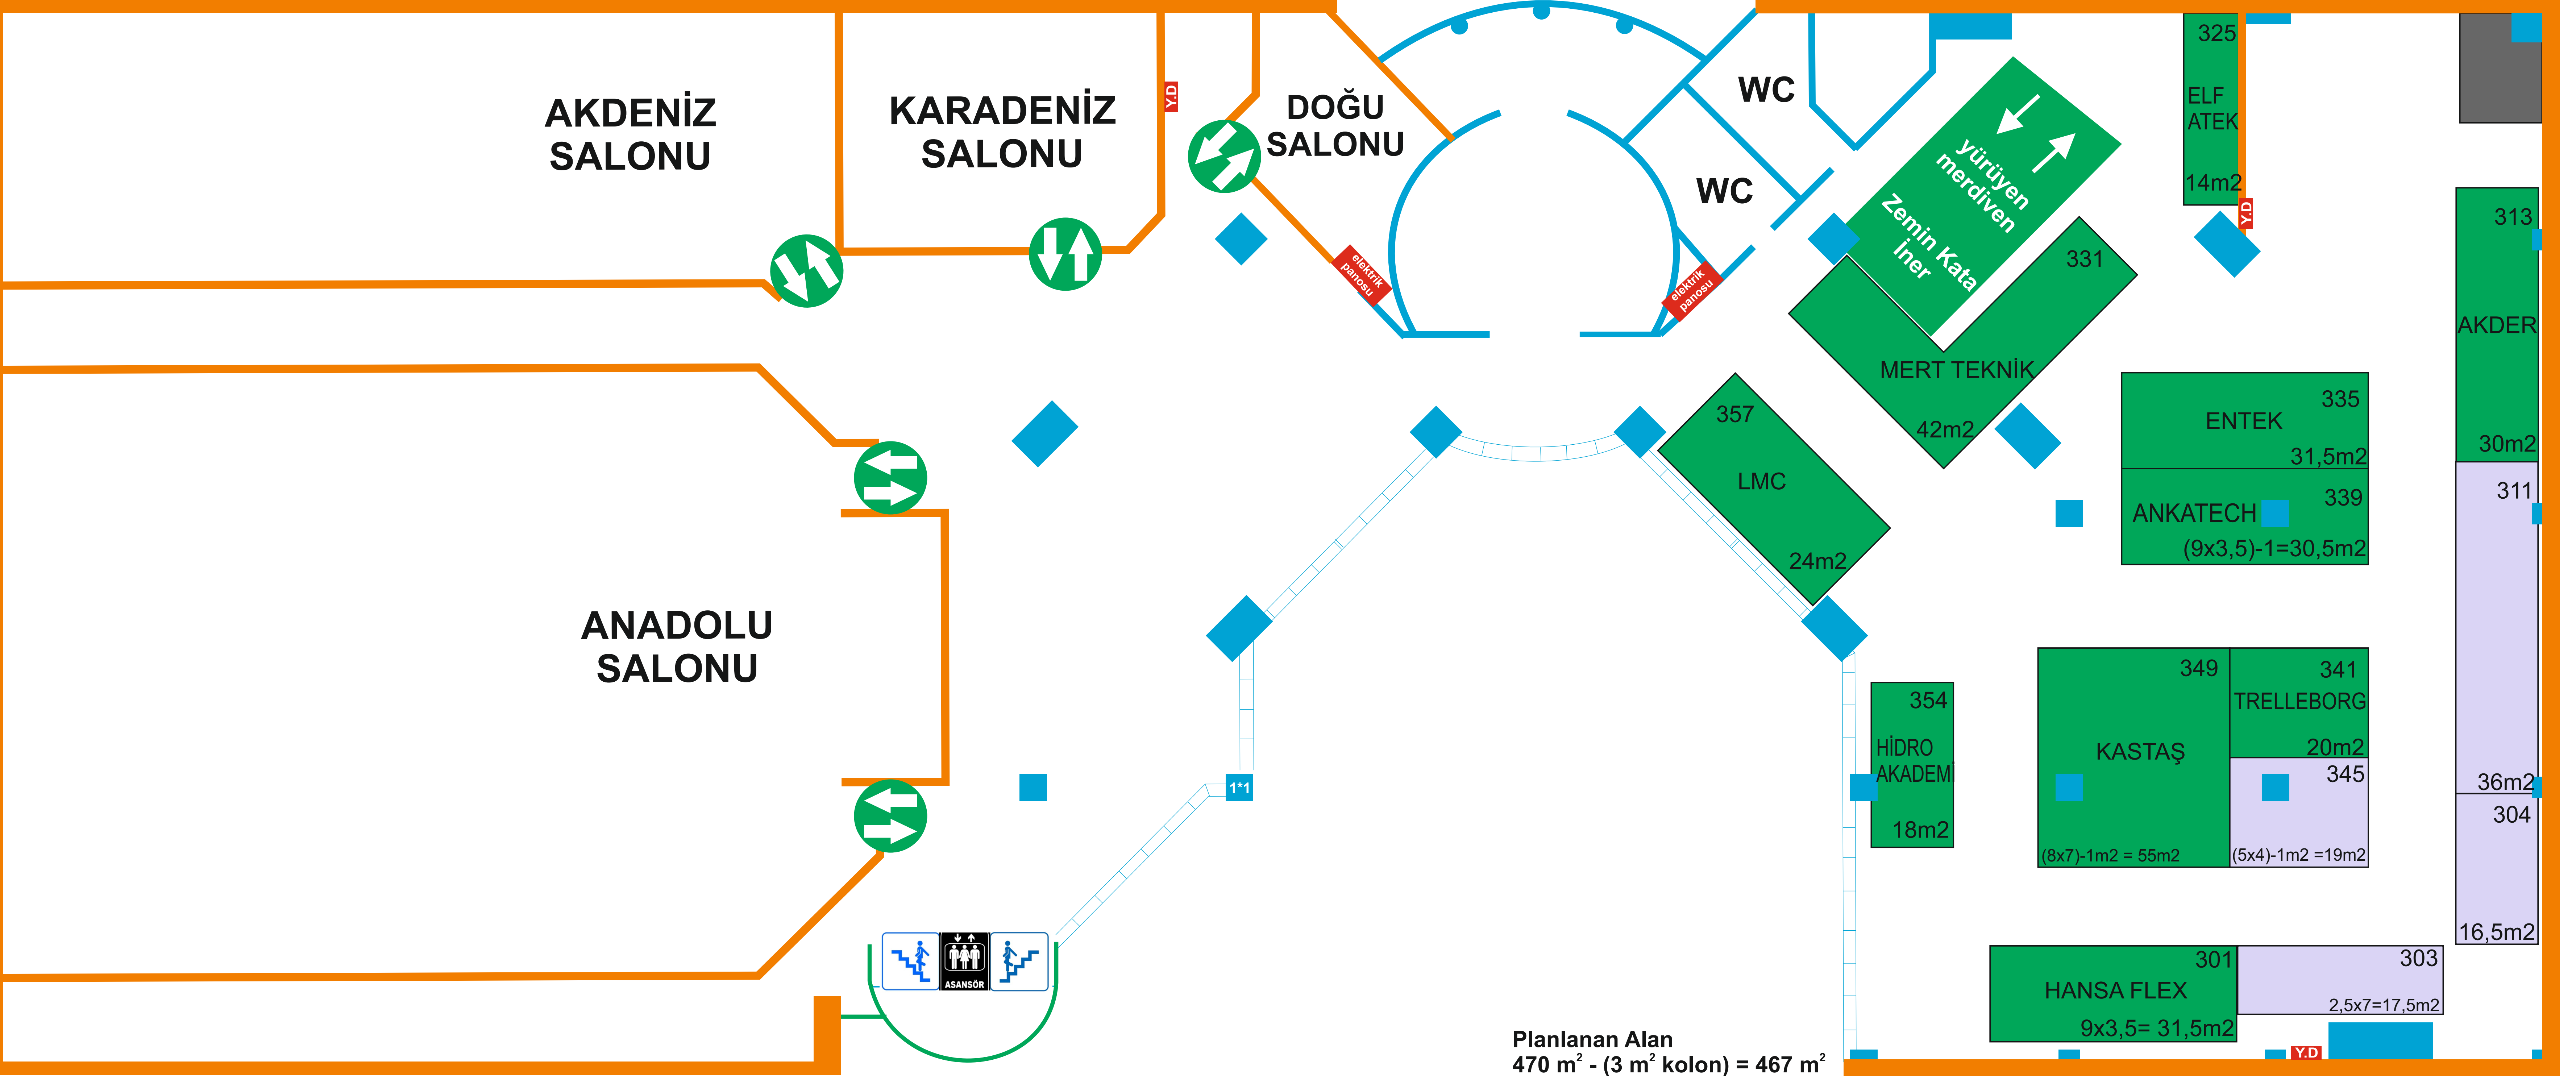 AKDENİZ
SALONU
KARADENİZ
SALONU
Y.D
DOĞU
SALONU
elektrik
panosu
WC
WC
elektrik
panosu
yürüyen
merdiven
Zemin Kata
İner
325
ELF
ATEK
14m2
Y.D
313
AKDER
30m2
331
MERT TEKNİK
42m2
357
LMC
24m2
335
ENTEK
31,5m2
339
ANKATECH
(9x3,5)-1=30,5m2
311
36m2
ANADOLU
SALONU
349
KASTAŞ
(8x7)-1m2 = 55m2
341
TRELLEBORG
20m2
345
(5x4)-1m2 =19m2
354
HİDRO
AKADEMİ
18m2
1*1
304
16,5m2
ASANSÖR
301
HANSA FLEX
9x3,5= 31,5m2
303
2,5x7=17,5m2
Y.D
Planlanan Alan
470 m² - (3 m² kolon) = 467 m²